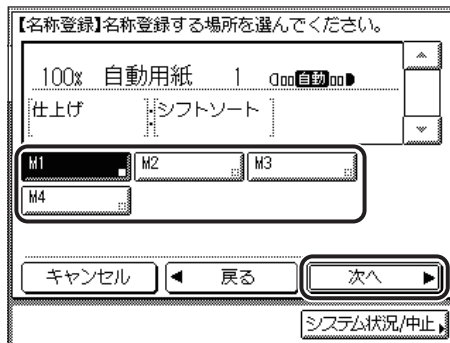 【名称登録】名称登録する場所を選んでください。
100% 自動用紙 1 自動
仕上げ : シフトソート
M1 M2 M3
M4
キャンセル ◀ 戻る 次へ ▶
システム状況/中止